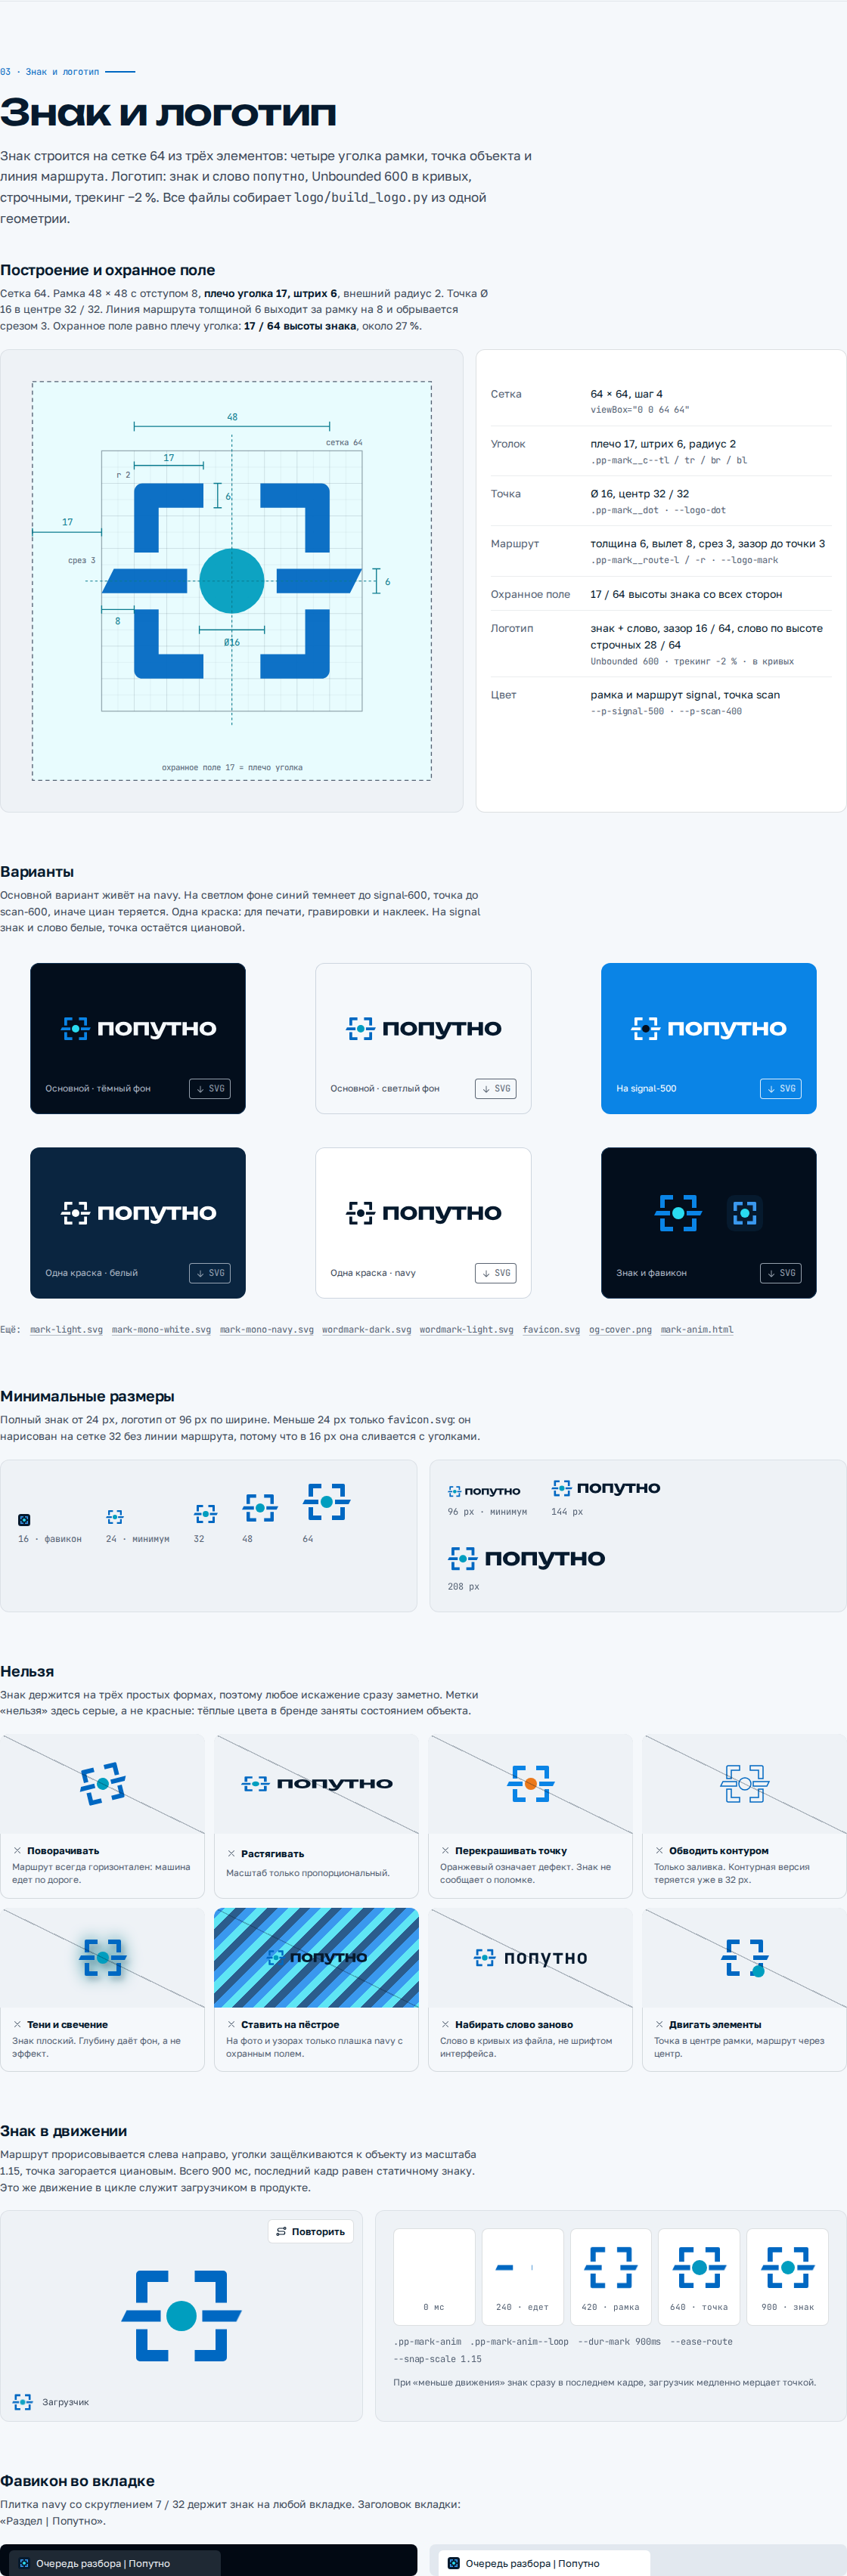 03 · Знак и логотип
Знак и логотип
Знак строится на сетке 64 из трёх элементов: четыре уголка рамки, точка объекта и
линия маршрута. Логотип: знак и слово попутно, Unbounded 600 в кривых,
строчными, трекинг −2 %. Все файлы собирает logo/build_logo.py из одной
геометрии.
Построение и охранное поле
Сетка 64. Рамка 48 × 48 с отступом 8, плечо уголка 17, штрих 6, внешний радиус 2. Точка Ø
16 в центре 32 / 32. Линия маршрута толщиной 6 выходит за рамку на 8 и обрывается
срезом 3. Охранное поле равно плечу уголка: 17 / 64 высоты знака, около 27 %.
48
сетка 64
17
r 2
6
17
срез 3
6
8
Ø16
охранное поле 17 = плечо уголка
Сетка
64 × 64, шаг 4
viewBox="0 0 64 64"
Уголок
плечо 17, штрих 6, радиус 2
.pp-mark__c--tl / tr / br / bl
Точка
Ø 16, центр 32 / 32
.pp-mark__dot · --logo-dot
Маршрут
толщина 6, вылет 8, срез 3, зазор до точки 3
.pp-mark__route-l / -r · --logo-mark
Охранное поле
17 / 64 высоты знака со всех сторон
Логотип
знак + слово, зазор 16 / 64, слово по высоте
строчных 28 / 64
Unbounded 600 · трекинг -2 % · в кривых
Цвет
рамка и маршрут signal, точка scan
--p-signal-500 · --p-scan-400
Варианты
Основной вариант живёт на navy. На светлом фоне синий темнеет до signal-600, точка до
scan-600, иначе циан теряется. Одна краска: для печати, гравировки и наклеек. На signal
знак и слово белые, точка остаётся циановой.
попутно
Основной · тёмный фон
↓ SVG
попутно
Основной · светлый фон
↓ SVG
попутно
На signal-500
↓ SVG
попутно
Одна краска · белый
↓ SVG
попутно
Одна краска · navy
↓ SVG
Знак и фавикон
↓ SVG
Ещё: mark-light.svg mark-mono-white.svg mark-mono-navy.svg wordmark-dark.svg wordmark-light.svg favicon.svg og-cover.png mark-anim.html
Минимальные размеры
Полный знак от 24 px, логотип от 96 px по ширине. Меньше 24 px только favicon.svg: он
нарисован на сетке 32 без линии маршрута, потому что в 16 px она сливается с уголками.
16 · фавикон
24 · минимум
32
48
64
попутно
96 px · минимум
попутно
144 px
попутно
208 px
Нельзя
Знак держится на трёх простых формах, поэтому любое искажение сразу заметно. Метки
«нельзя» здесь серые, а не красные: тёплые цвета в бренде заняты состоянием объекта.
× Поворачивать
Маршрут всегда горизонтален: машина
едет по дороге.
попутно
× Растягивать
Масштаб только пропорциональный.
× Перекрашивать точку
Оранжевый означает дефект. Знак не
сообщает о поломке.
× Обводить контуром
Только заливка. Контурная версия
теряется уже в 32 px.
× Тени и свечение
Знак плоский. Глубину даёт фон, а не
эффект.
попутно
× Ставить на пёстрое
На фото и узорах только плашка navy с
охранным полем.
попутно
× Набирать слово заново
Слово в кривых из файла, не шрифтом
интерфейса.
× Двигать элементы
Точка в центре рамки, маршрут через
центр.
Знак в движении
Маршрут прорисовывается слева направо, уголки защёлкиваются к объекту из масштаба
1.15, точка загорается циановым. Всего 900 мс, последний кадр равен статичному знаку.
Это же движение в цикле служит загрузчиком в продукте.
Повторить
Загрузчик
0 мс
240 · едет
420 · рамка
640 · точка
900 · знак
.pp-mark-anim .pp-mark-anim--loop --dur-mark 900ms --ease-route
--snap-scale 1.15
При «меньше движения» знак сразу в последнем кадре, загрузчик медленно мерцает точкой.
Фавикон во вкладке
Плитка navy со скруглением 7 / 32 держит знак на любой вкладке. Заголовок вкладки:
«Раздел | Попутно».
Очередь разбора | Попутно
Очередь разбора | Попутно